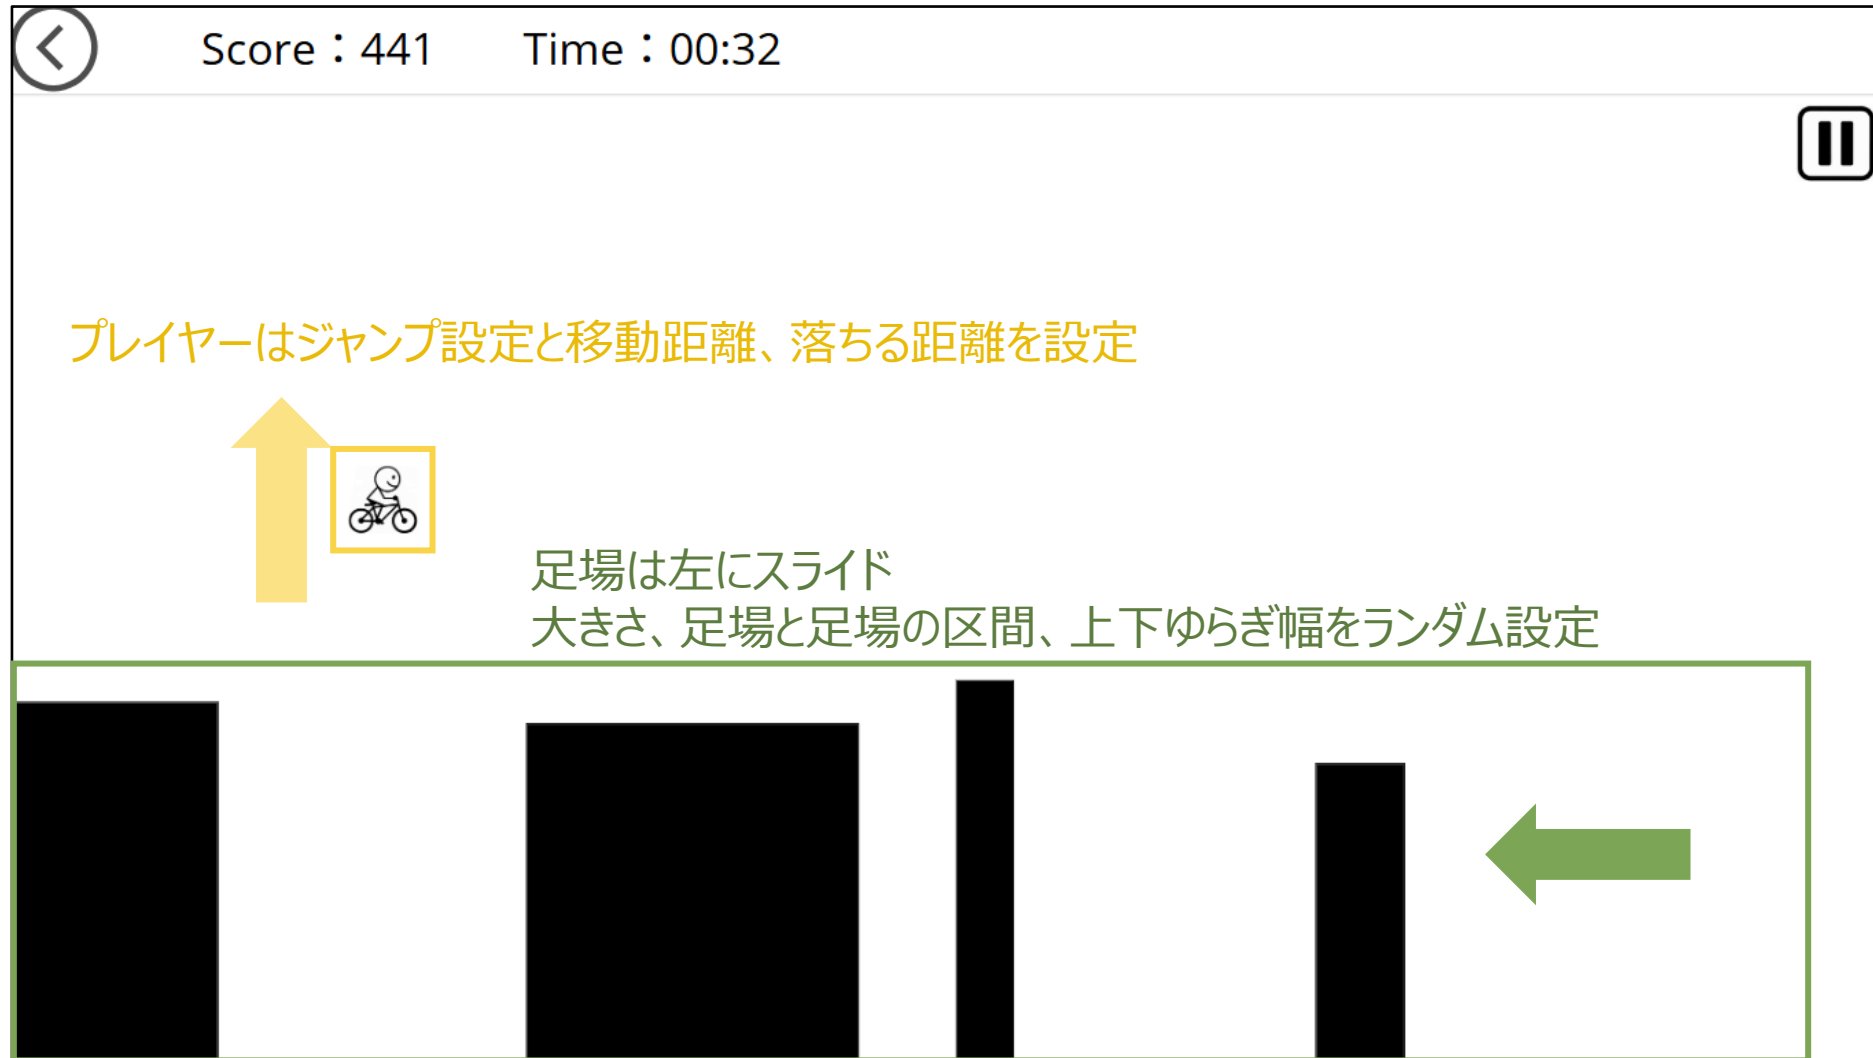 Score：441 Time：00:32
プレイヤーはジャンプ設定と移動距離、落ちる距離を設定
足場は左にスライド
大きさ、足場と足場の区間、上下ゆらぎ幅をランダム設定